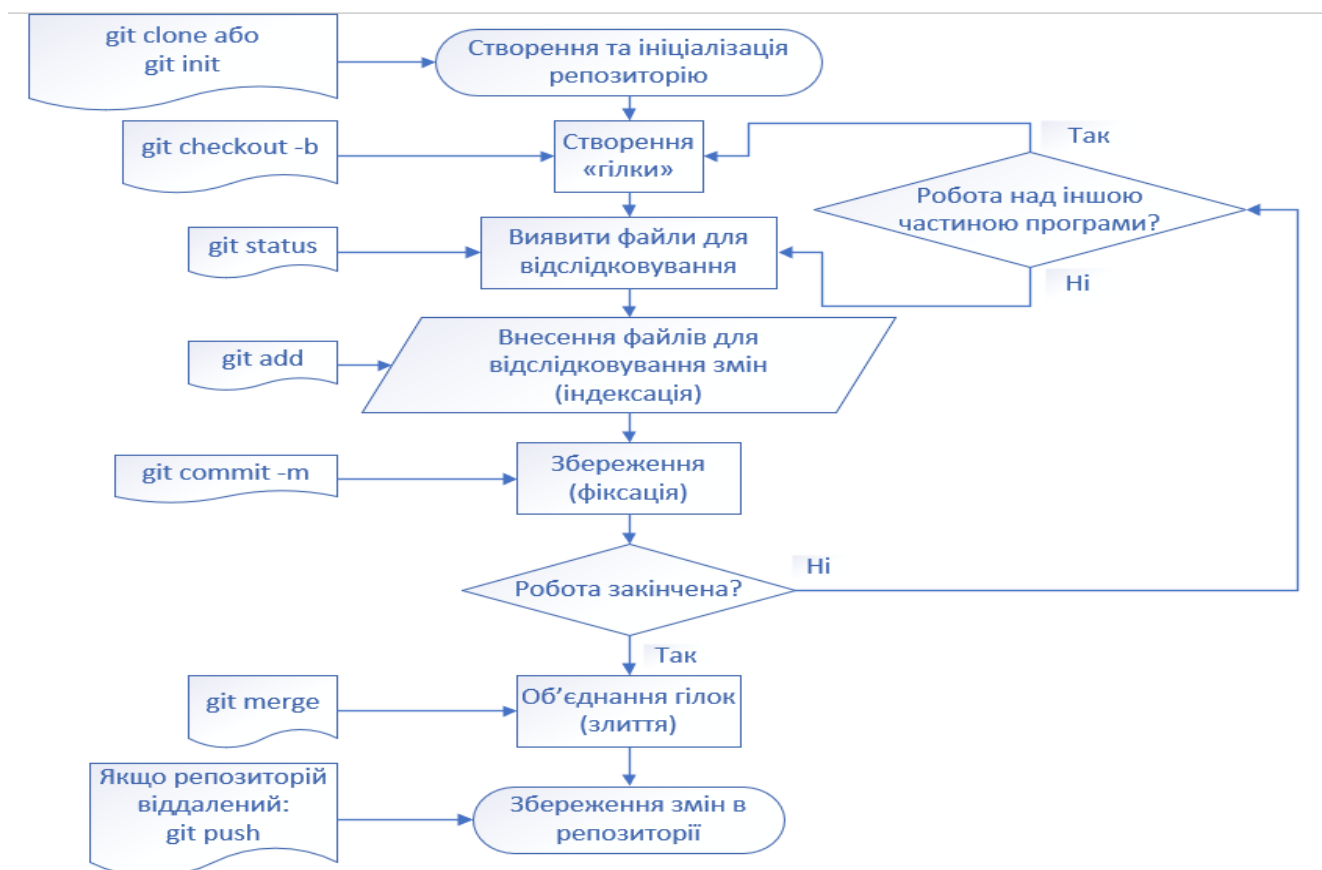 git clone або
git init
Створення та ініціалізація
репозиторію
git checkout -b
Створення
«гілки»
Так
Робота над іншою
частиною програми?
Ні
git status
Виявити файли для
відслідковування
git add
Внесення файлів для
відслідковування змін
(індексація)
git commit -m
Збереження
(фіксація)
Робота закінчена?
Ні
Так
git merge
Об’єднання гілок
(злиття)
Якщо репозиторій
віддалений:
git push
Збереження змін в
репозиторії